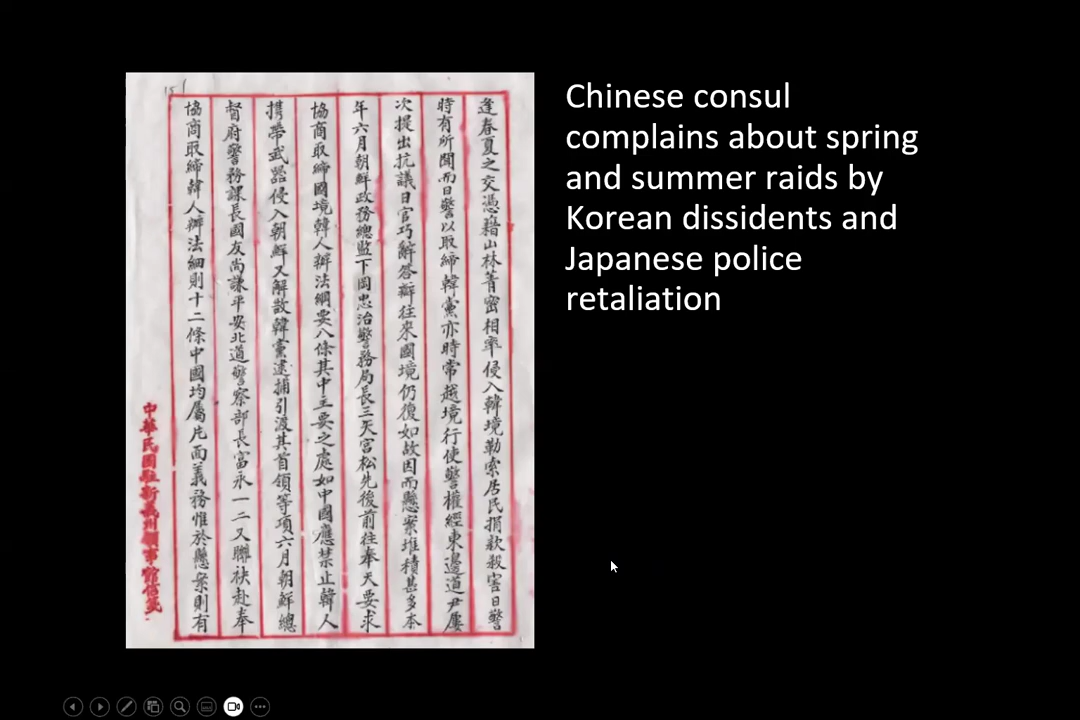 逢春夏之交憑藉山林菁密相率侵入韓境勒索居民捐款殺害日警
時有所聞而日警以取締韓黨亦時常越境行使警權經東邊道尹屢
次提出抗議日官巧辭答辯往來國境仍復如故因而懸案堆積甚多本
年六月朝鮮政務總監下岡忠治警務局長三矢宮松先後前往奉天要求
協商取締國境韓人辦法綱要八條其中主要之處如中國應禁止韓人
攜帶武器侵入朝鮮又解散韓黨逮捕引渡其首領等項六月朝鮮總
督府警務課長國友尚謙平安北道警察部長富永一二又聯袂赴奉
協商取締韓人辦法細則十二條中國均屬片面義務惟於懸案則有
中華民國駐新義州領事館信箋
Chinese consul
complains about spring
and summer raids by
Korean dissidents and
Japanese police
retaliation